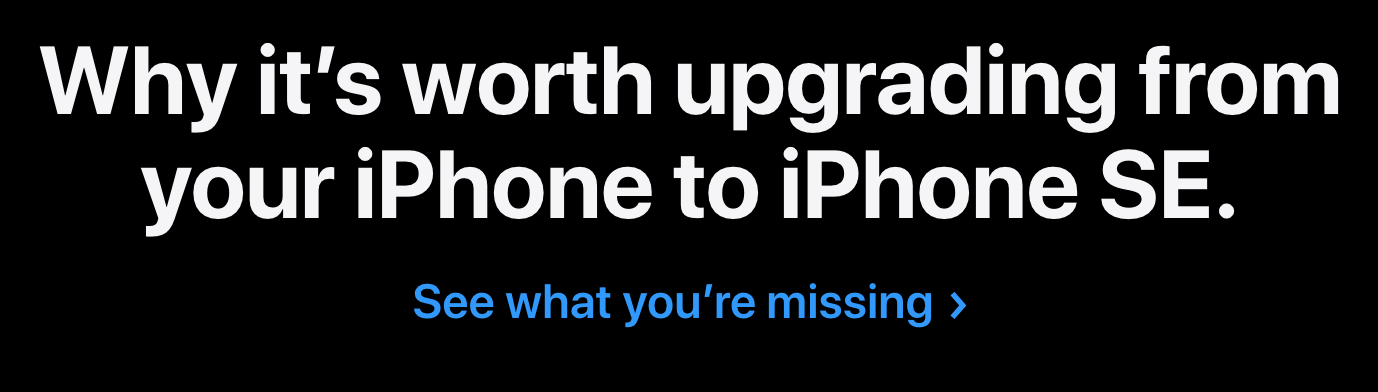 Why it’s worth upgrading from
your iPhone to iPhone SE.
See what you’re missing ›